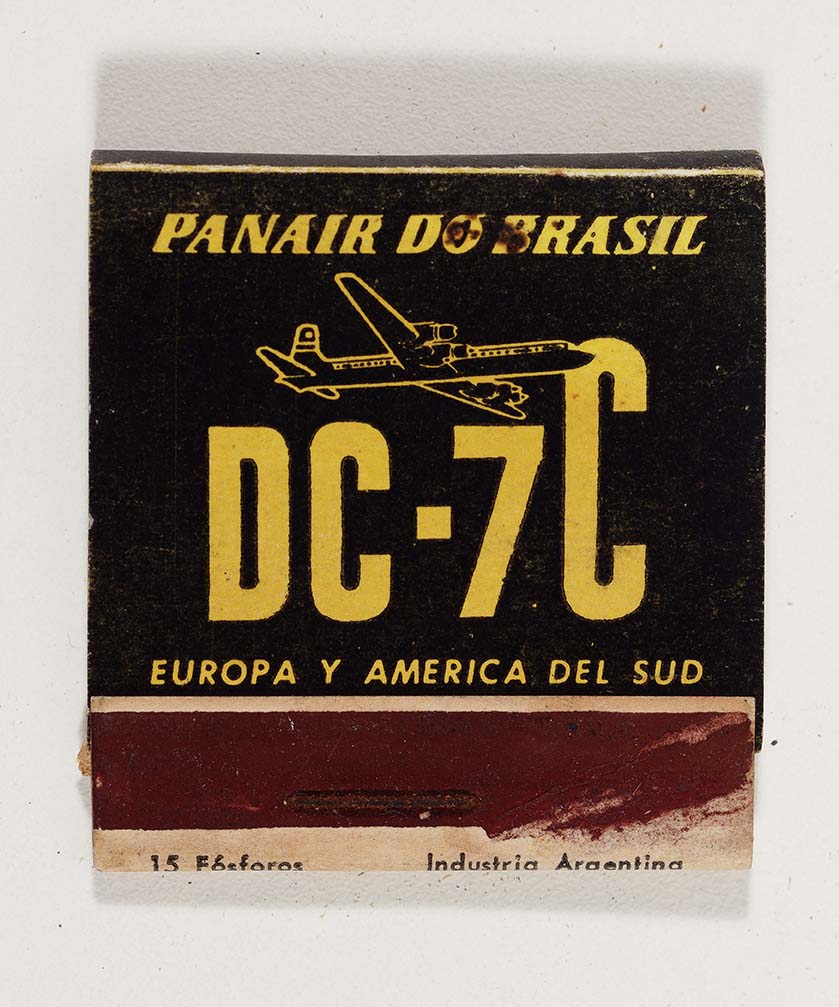 PANAIR DO BRASIL
DC-7C
EUROPA Y AMERICA DEL SUD
15 Fósforos Industria Argentina